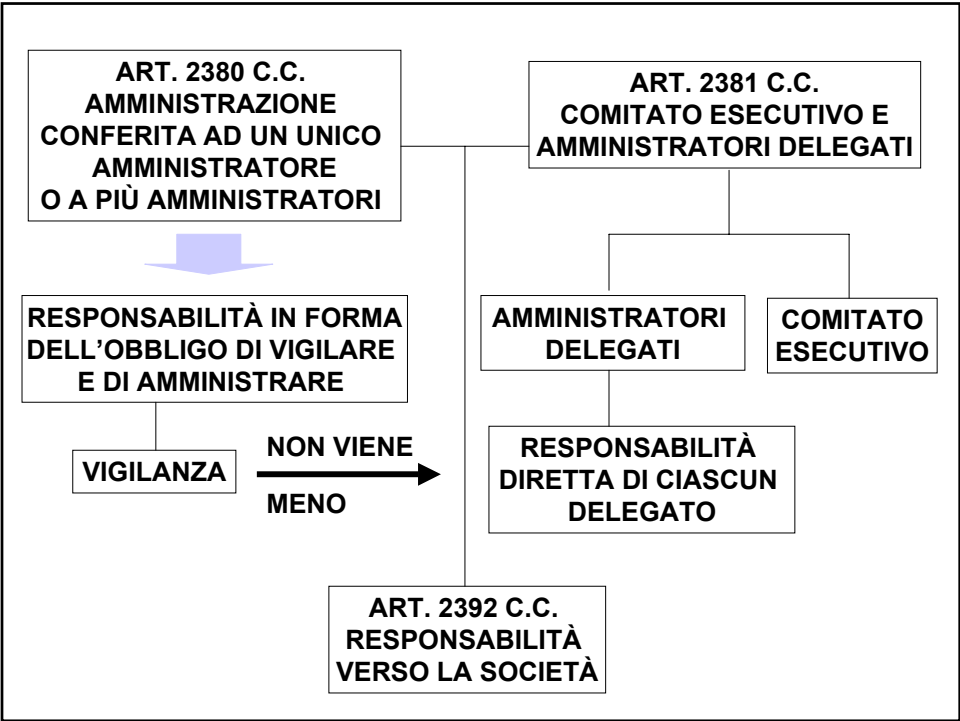 ART. 2380 C.C.
AMMINISTRAZIONE
CONFERITA AD UN UNICO
AMMINISTRATORE
O A PIÙ AMMINISTRATORI
ART. 2381 C.C.
COMITATO ESECUTIVO E
AMMINISTRATORI DELEGATI
RESPONSABILITÀ IN FORMA
DELL’OBBLIGO DI VIGILARE
E DI AMMINISTRARE
AMMINISTRATORI
DELEGATI
COMITATO
ESECUTIVO
VIGILANZA
NON VIENE
MENO
RESPONSABILITÀ
DIRETTA DI CIASCUN
DELEGATO
ART. 2392 C.C.
RESPONSABILITÀ
VERSO LA SOCIETÀ